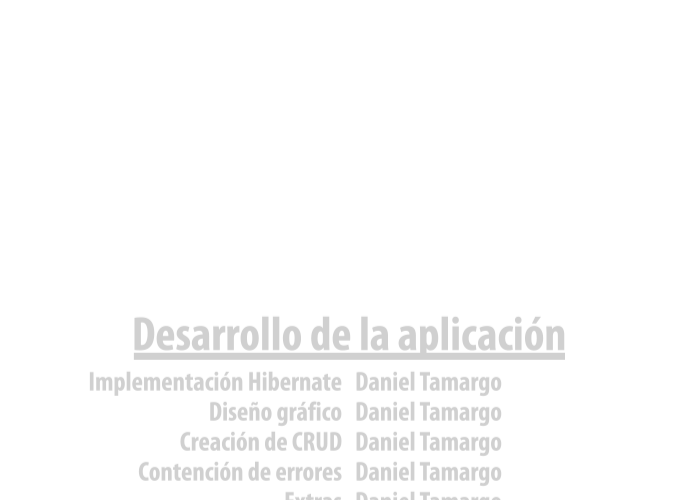 Desarrollo de la aplicación
Implementación Hibernate Daniel Tamargo
Diseño gráfico Daniel Tamargo
Creación de CRUD Daniel Tamargo
Contención de errores Daniel Tamargo
Extras Daniel Tamargo